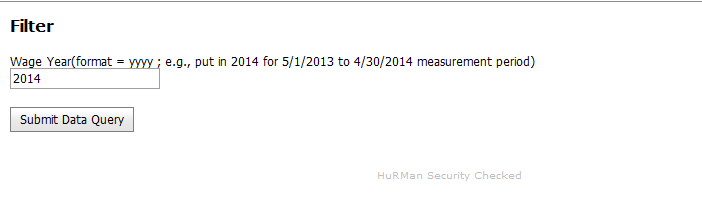 Filter
Wage Year(format = yyyy ; e.g., put in 2014 for 5/1/2013 to 4/30/2014 measurement period)
2014
Submit Data Query
HuRMan Security Checked